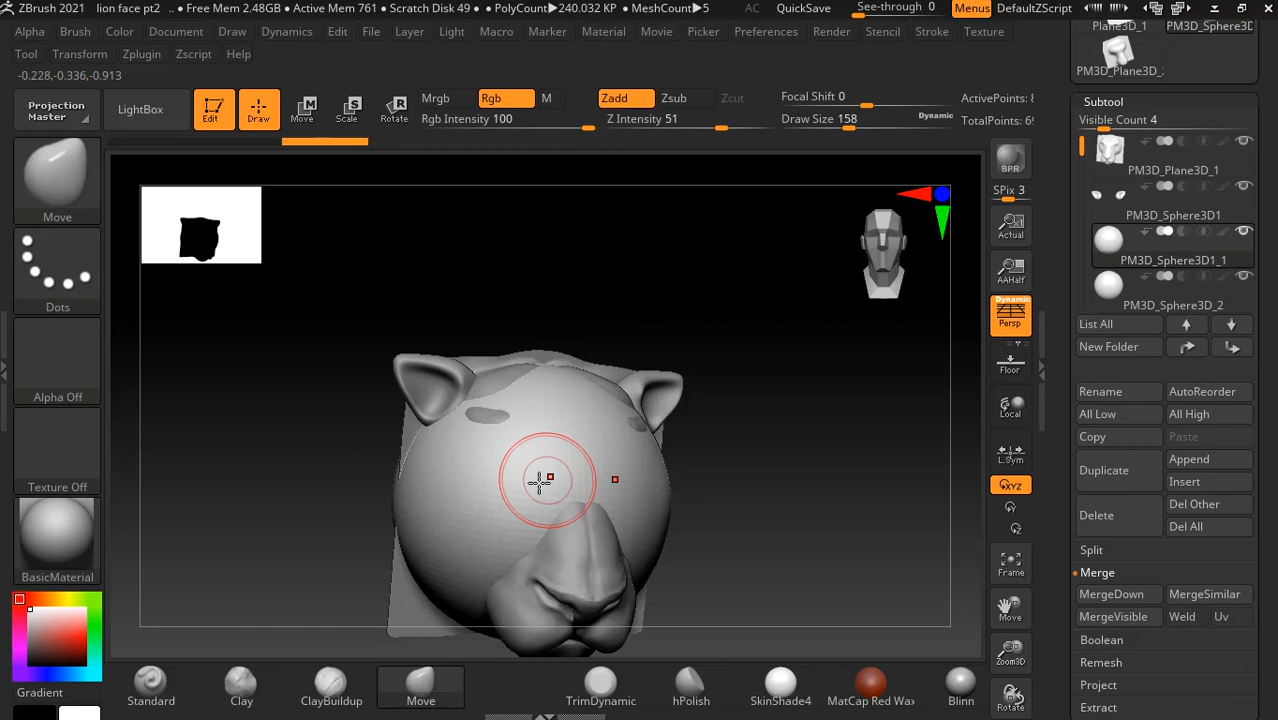 ZBrush 2021 lion face pt2 .. • Free Mem 2.48GB • Active Mem 761 • Scratch Disk 49 • PolyCount▶240.032 KP • MeshCount▶5 AC QuickSave See-through 0 Menus DefaultZScript
Alpha Brush Color Document Draw Dynamics Edit File Layer Light Macro Marker Material Movie Picker Preferences Render Stencil Stroke Texture
Tool Transform Zplugin Zscript Help
-0.228,-0.336,-0.913
Projection Master
LightBox
Edit
Draw
Move
Scale
Rotate
Mrgb Rgb M
Rgb Intensity 100
Zadd Zsub Zcut
Z Intensity 51
Focal Shift 0
Draw Size 158
Dynamic
ActivePoints:
TotalPoints:
Move
Dots
Alpha Off
Texture Off
BasicMaterial
Gradient
BPR
SPix 3
Actual
AAHalf
Dynamic
Persp
Floor
Local
L.Sym
XYZ
Frame
Move
Zoom3D
Rotate
Plane3D_1 PM3D_Sphere3D
PM3D_Plane3D_
Subtool
Visible Count 4
PM3D_Plane3D_1
PM3D_Sphere3D1
PM3D_Sphere3D1_1
PM3D_Sphere3D_2
List All
New Folder
Rename AutoReorder
All Low All High
Copy Paste
Duplicate Append
Insert
Delete Del Other
Del All
Split
Merge
MergeDown MergeSimilar
MergeVisible Weld Uv
Boolean
Remesh
Project
Extract
Standard Clay ClayBuildup Move TrimDynamic hPolish SkinShade4 MatCap Red Wax Blinn